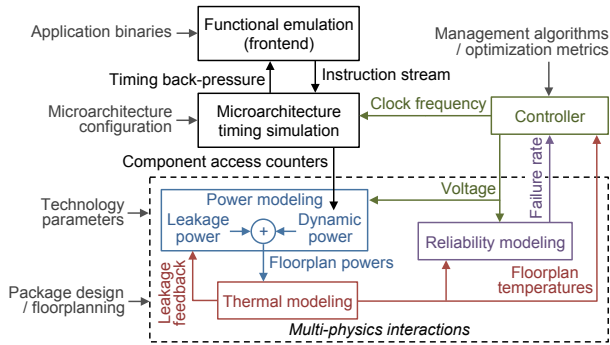 Application binaries
Functional emulation
(frontend)
Management algorithms
/ optimization metrics
Timing back-pressure
Instruction stream
Microarchitecture
configuration
Microarchitecture
timing simulation
Clock frequency
Controller
Component access counters
Failure rate
Voltage
Technology
parameters
Power modeling
Leakage
power
+
Dynamic
power
Reliability modeling
Floorplan powers
Leakage
feedback
Floorplan
temperatures
Package design
/ floorplanning
Thermal modeling
Multi-physics interactions